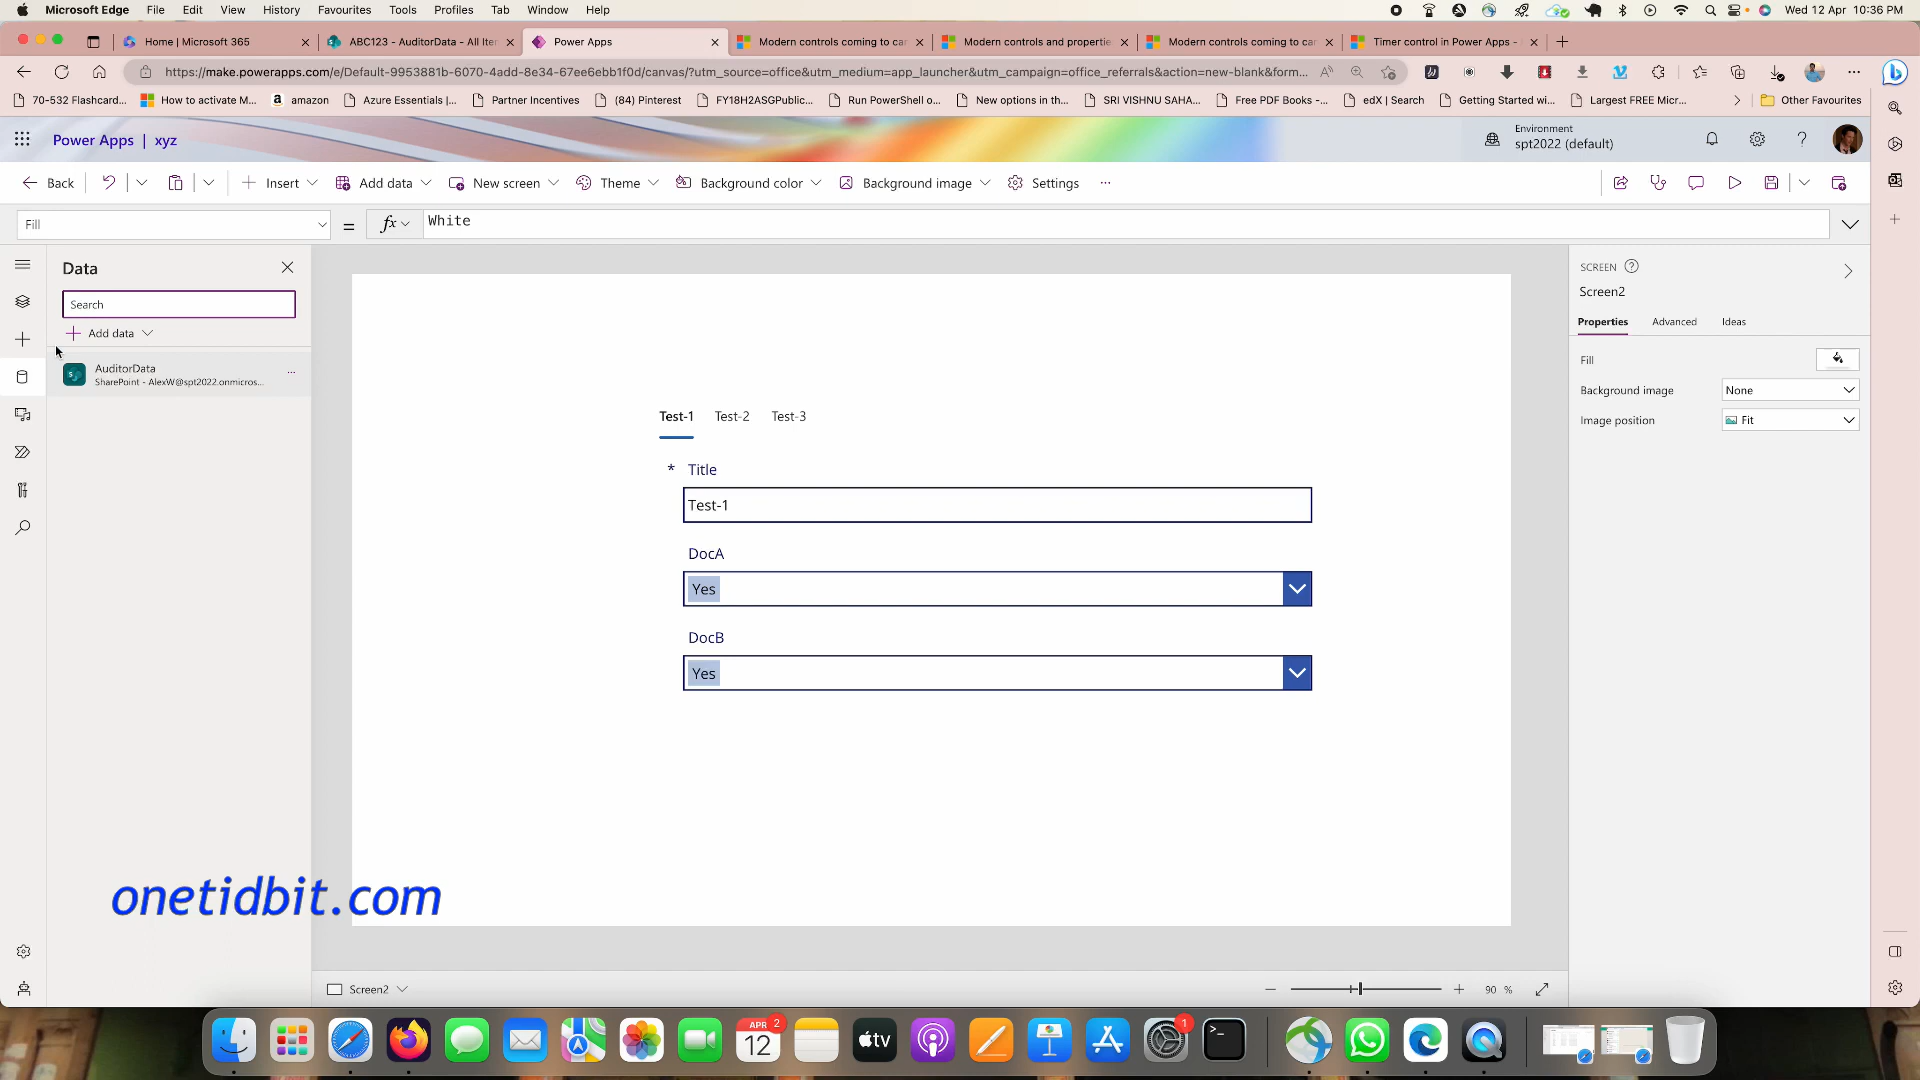 Microsoft Edge File Edit View History Favourites Tools Profiles Tab Window Help Wed 12 Apr 10:36 PM
Home | Microsoft 365 ABC123 - AuditorData - All Iter Power Apps Modern controls coming to car Modern controls and propertie Modern controls coming to car Timer control in Power Apps -
https://make.powerapps.com/e/Default-9953881b-6070-4add-8e34-67ee6ebb1f0d/canvas/?utm_source=office&utm_medium=app_launcher&utm_campaign=office_referrals&action=new-blank&form...
70-532 Flashcard... How to activate M... amazon Azure Essentials |... Partner Incentives (84) Pinterest FY18H2ASGPublic... Run PowerShell o... New options in th... SRI VISHNU SAHA... Free PDF Books -... edX | Search Getting Started wi... Largest FREE Micr... Other Favourites
Power Apps | xyz
Environment
spt2022 (default)
Back Insert Add data New screen Theme Background color Background image Settings ...
Fill = fx White
Data
Search
Add data
AuditorData
SharePoint - AlexW@spt2022.onmicros...
Test-1 Test-2 Test-3
* Title
Test-1
DocA
Yes
DocB
Yes
SCREEN
Screen2
Properties Advanced Ideas
Fill
Background image None
Image position Fit
onetidbit.com
Screen2
90 %
APR 2
12
tv
1